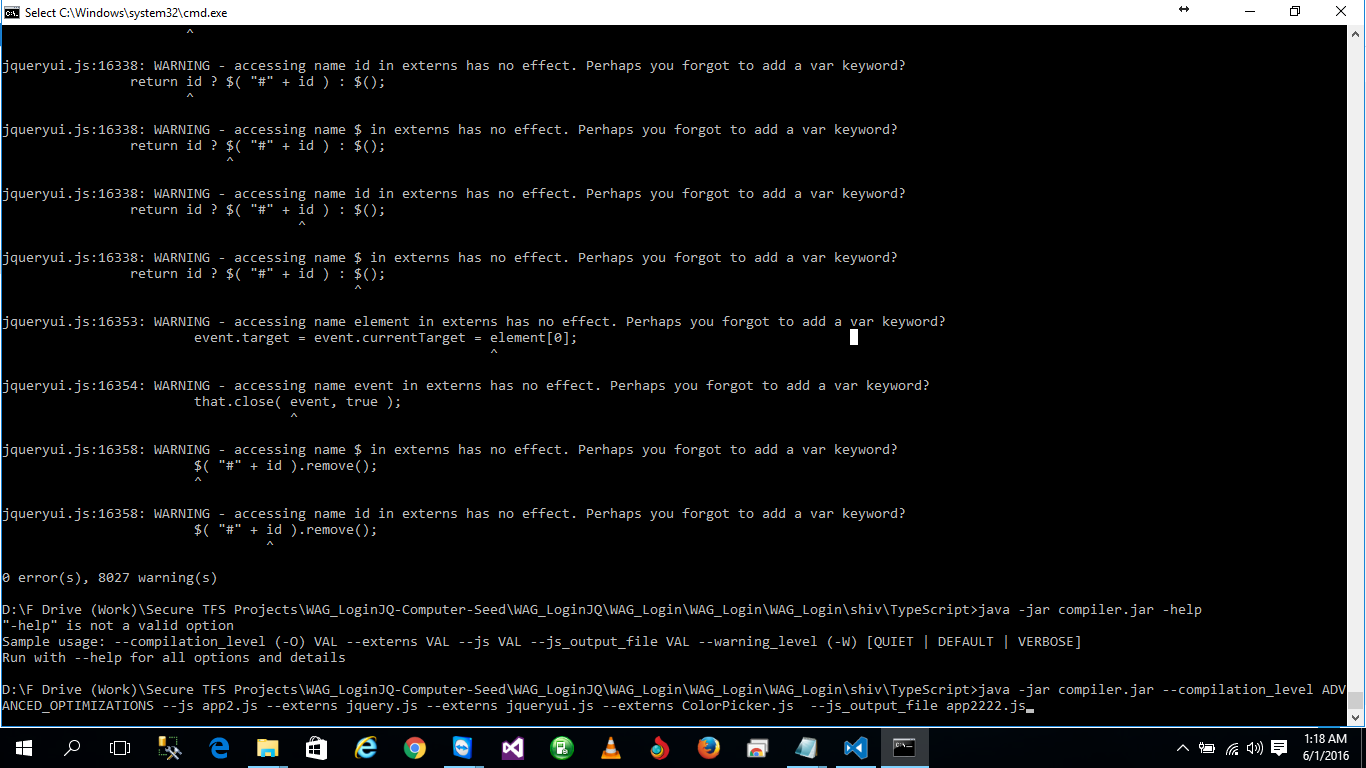 Select C:\Windows\system32\cmd.exe
^
jqueryui.js:16338: WARNING - accessing name id in externs has no effect. Perhaps you forgot to add a var keyword?
return id ? $( "#" + id ) : $();
^
jqueryui.js:16338: WARNING - accessing name $ in externs has no effect. Perhaps you forgot to add a var keyword?
return id ? $( "#" + id ) : $();
^
jqueryui.js:16338: WARNING - accessing name id in externs has no effect. Perhaps you forgot to add a var keyword?
return id ? $( "#" + id ) : $();
^
jqueryui.js:16338: WARNING - accessing name $ in externs has no effect. Perhaps you forgot to add a var keyword?
return id ? $( "#" + id ) : $();
^
jqueryui.js:16353: WARNING - accessing name element in externs has no effect. Perhaps you forgot to add a var keyword?
event.target = event.currentTarget = element[0];
^
jqueryui.js:16354: WARNING - accessing name event in externs has no effect. Perhaps you forgot to add a var keyword?
that.close( event, true );
^
jqueryui.js:16358: WARNING - accessing name $ in externs has no effect. Perhaps you forgot to add a var keyword?
$( "#" + id ).remove();
^
jqueryui.js:16358: WARNING - accessing name id in externs has no effect. Perhaps you forgot to add a var keyword?
$( "#" + id ).remove();
^
0 error(s), 8027 warning(s)
D:\F Drive (Work)\Secure TFS Projects\WAG_LoginJQ-Computer-Seed\WAG_LoginJQ\WAG_Login\WAG_Login\WAG_Login\shiv\TypeScript>java -jar compiler.jar -help
"-help" is not a valid option
Sample usage: --compilation_level (-O) VAL --externs VAL --js VAL --js_output_file VAL --warning_level (-W) [QUIET | DEFAULT | VERBOSE]
Run with --help for all options and details
D:\F Drive (Work)\Secure TFS Projects\WAG_LoginJQ-Computer-Seed\WAG_LoginJQ\WAG_Login\WAG_Login\WAG_Login\shiv\TypeScript>java -jar compiler.jar --compilation_level ADV
ANCED_OPTIMIZATIONS --js app2.js --externs jquery.js --externs jqueryui.js --externs ColorPicker.js  --js_output_file app2222.js
1:18 AM
6/1/2016